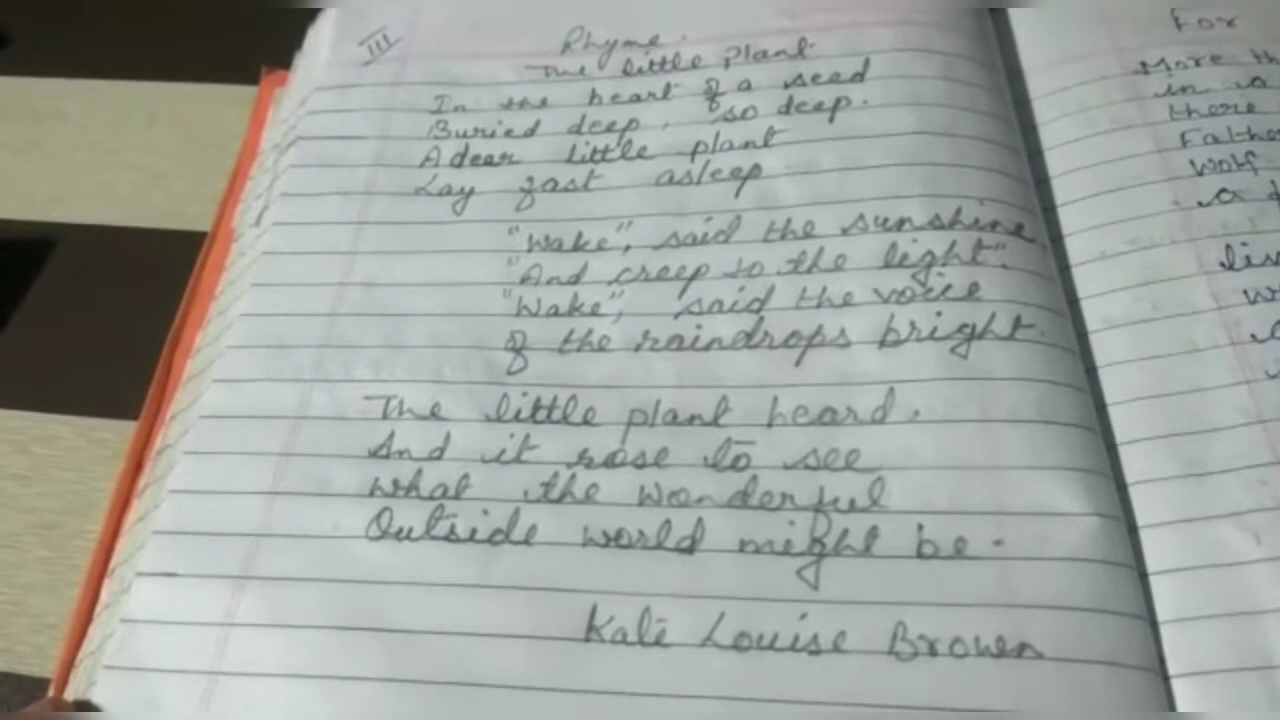 III
Rhyme.
The little Plant
In the heart of a seed
Buried deep, so deep.
A dear little plant
Lay fast asleep
"Wake", said the sunshine,
"And creep to the light".
"Wake", said the voice
of the raindrops bright.
The little plant heard.
And it rose to see
What the wonderful
Outside world might be.
Kate Louise Brown
For
More th
in a
there
Fathe
Wolf
a
liv